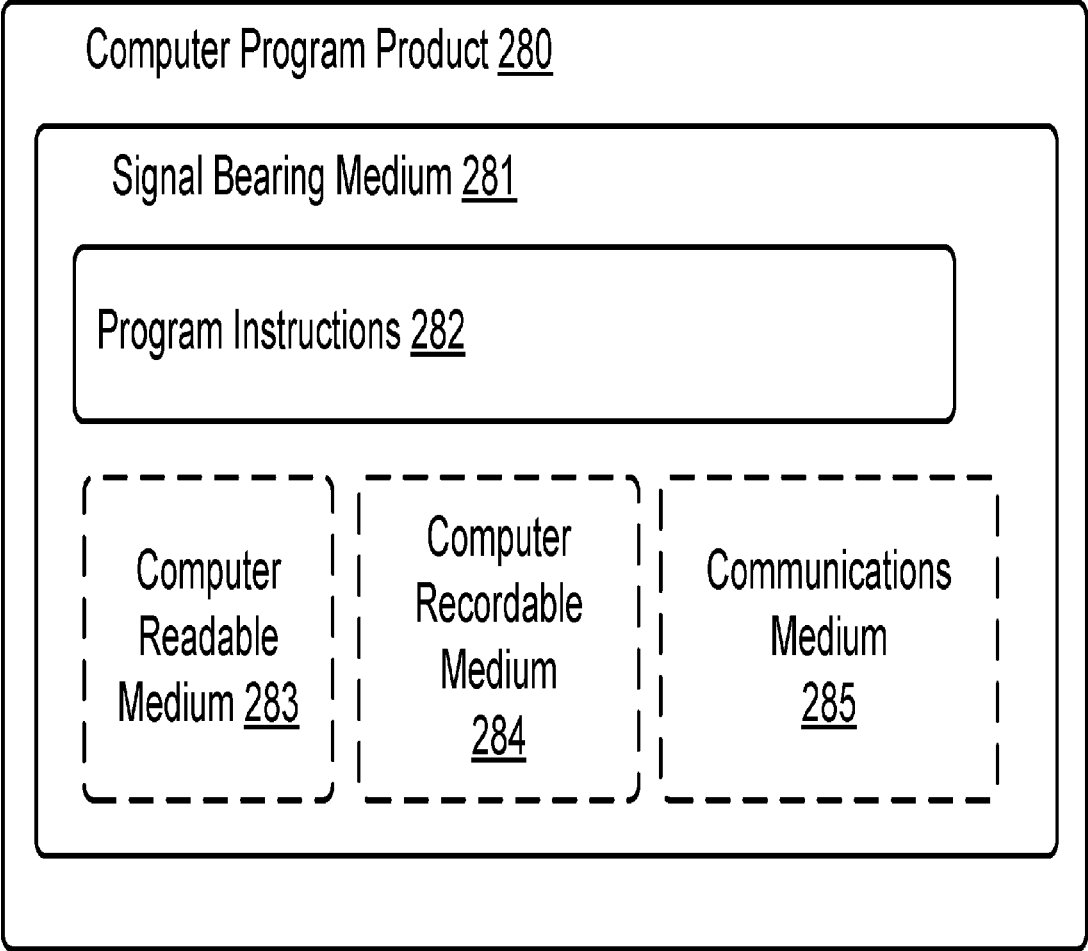 Computer Program Product 280
Signal Bearing Medium 281
Program Instructions 282
Computer
Readable
Medium 283
Computer
Recordable
Medium
284
Communications
Medium
285